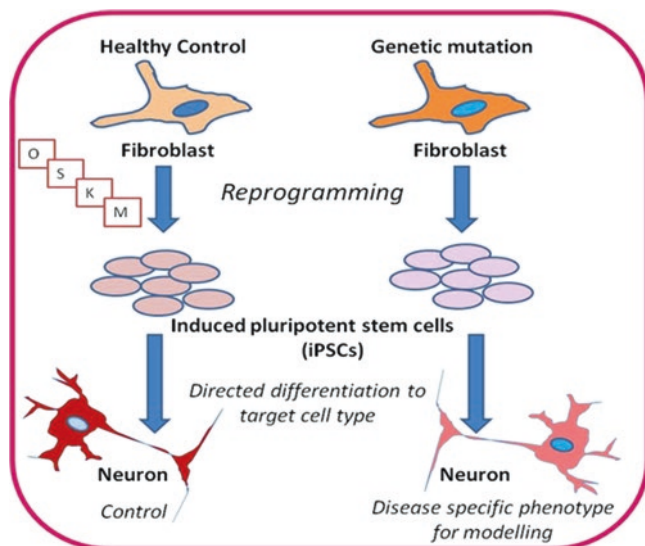 Healthy Control
Genetic mutation
Fibroblast
Fibroblast
O
S
K
M
Reprogramming
Induced pluripotent stem cells
(iPSCs)
Directed differentiation to
target cell type
Neuron
Control
Neuron
Disease specific phenotype
for modelling